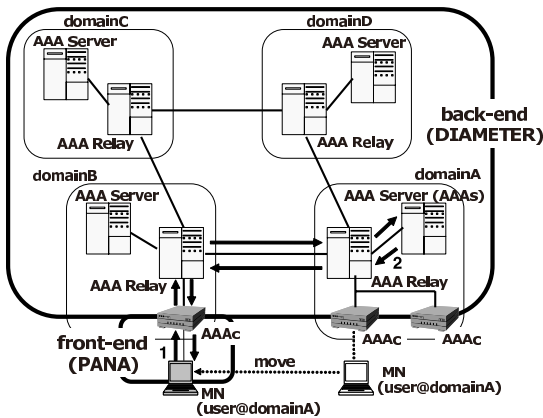 domainC
domainD
AAA Server
AAA Server
back-end
(DIAMETER)
AAA Relay
AAA Relay
domainB
domainA
AAA Server
AAA Server (AAAs)
2
AAA Relay
AAA Relay
front-end
(PANA)
AAAc
AAAc
AAAc
1
move
MN
(user@domainA)
MN
(user@domainA)